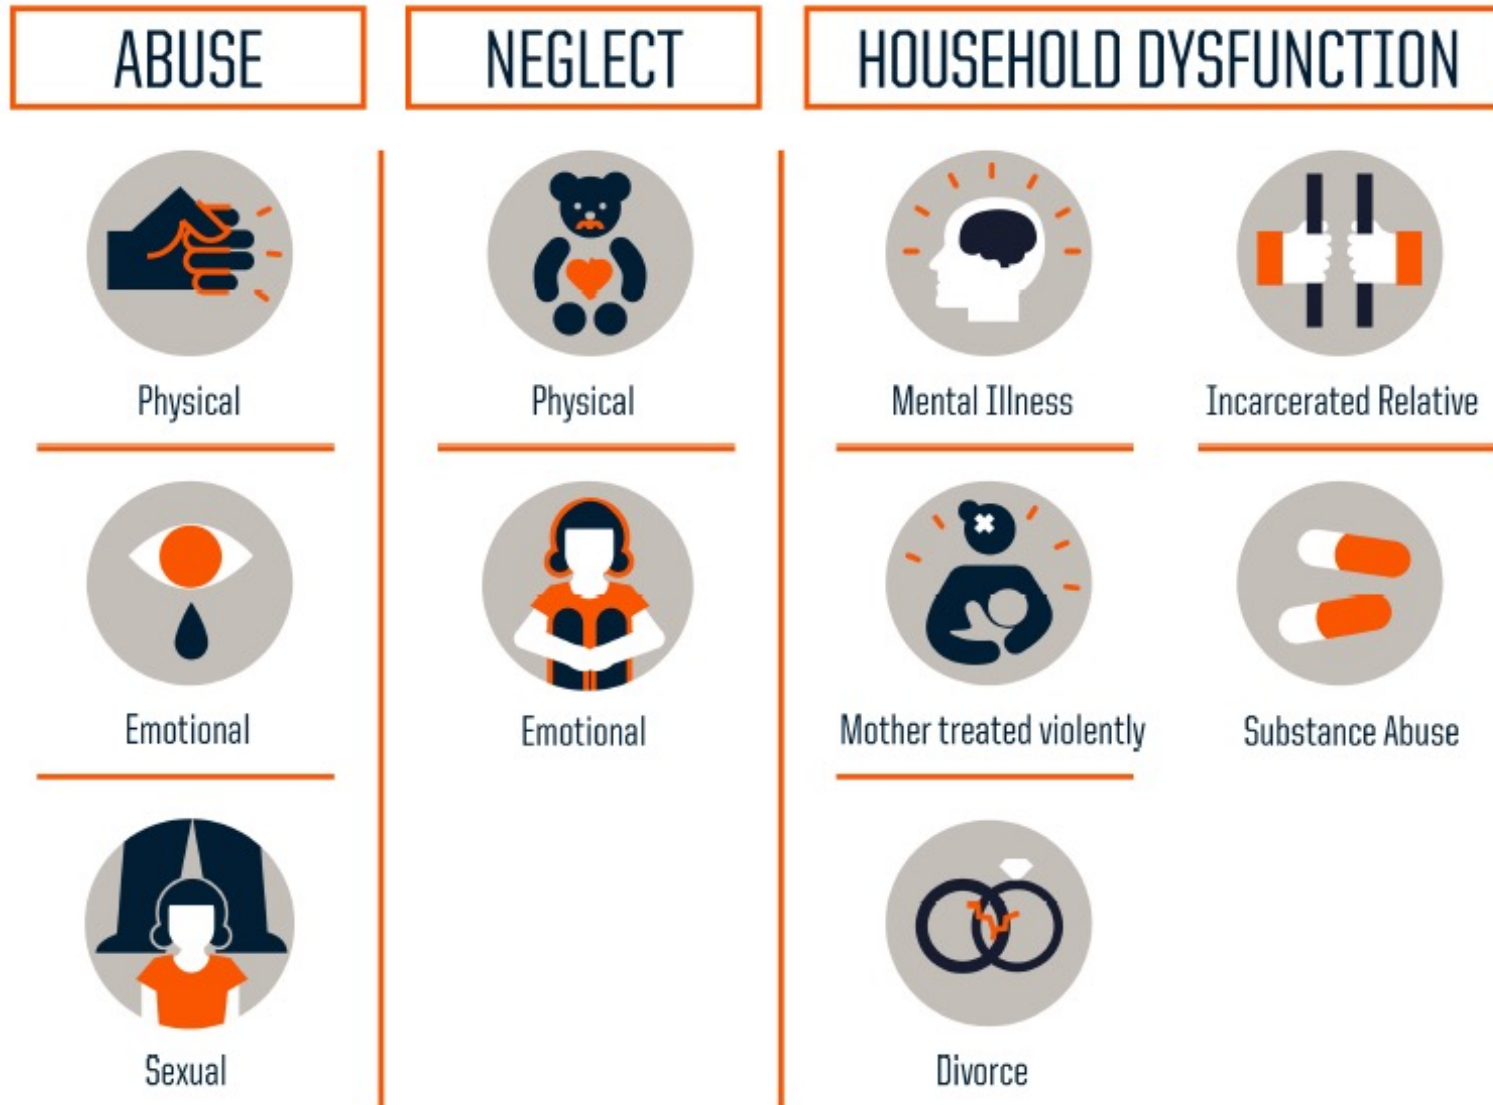 ABUSE
Physical
Emotional
Sexual
NEGLECT
Physical
Emotional
HOUSEHOLD DYSFUNCTION
Mental Illness
Incarcerated Relative
Mother treated violently
Substance Abuse
Divorce